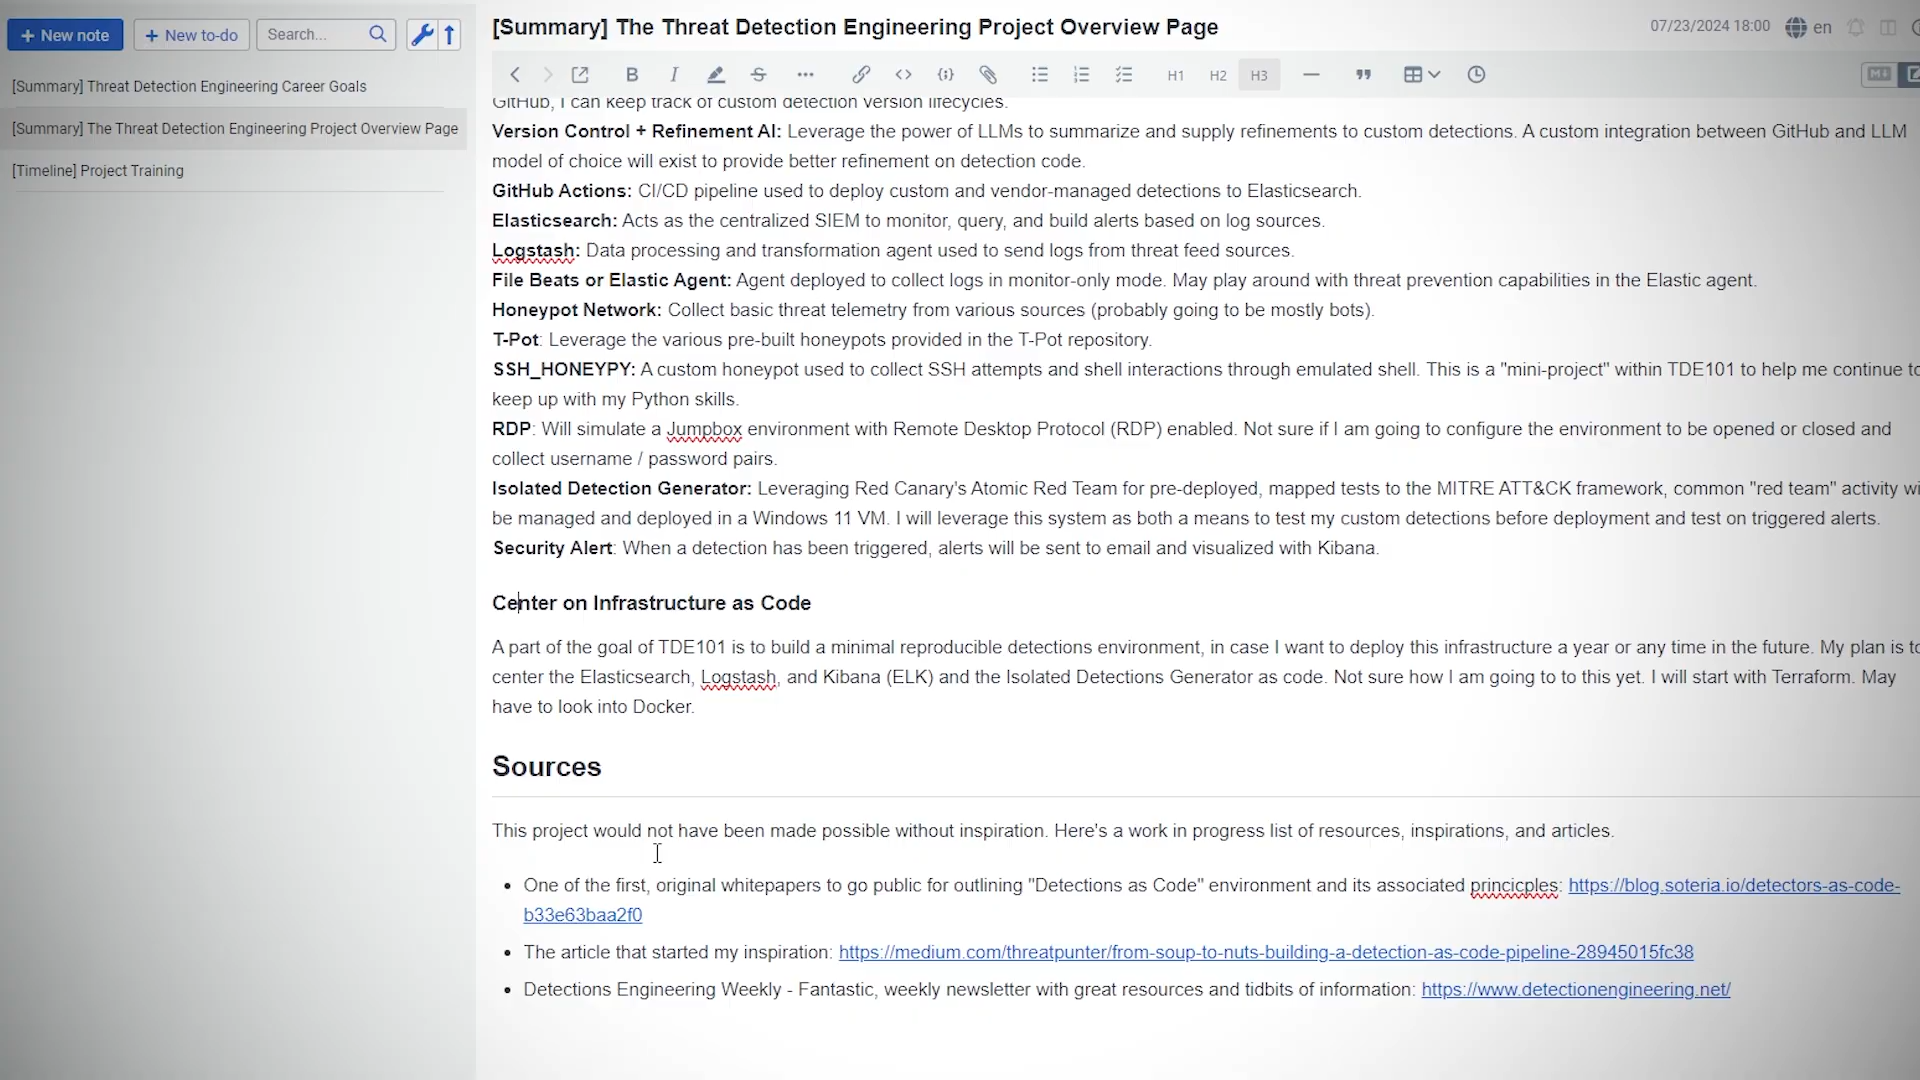 New note
New to-do
Search...
[Summary] Threat Detection Engineering Career Goals
[Summary] The Threat Detection Engineering Project Overview Page
[Timeline] Project Training
[Summary] The Threat Detection Engineering Project Overview Page
07/23/2024 18:00
en
H1 H2 H3
GitHub, I can keep track of custom detection version lifecycles.
Version Control + Refinement AI: Leverage the power of LLMs to summarize and supply refinements to custom detections. A custom integration between GitHub and LLM
model of choice will exist to provide better refinement on detection code.
GitHub Actions: CI/CD pipeline used to deploy custom and vendor-managed detections to Elasticsearch.
Elasticsearch: Acts as the centralized SIEM to monitor, query, and build alerts based on log sources.
Logstash: Data processing and transformation agent used to send logs from threat feed sources.
File Beats or Elastic Agent: Agent deployed to collect logs in monitor-only mode. May play around with threat prevention capabilities in the Elastic agent.
Honeypot Network: Collect basic threat telemetry from various sources (probably going to be mostly bots).
T-Pot: Leverage the various pre-built honeypots provided in the T-Pot repository.
SSH_HONEYPY: A custom honeypot used to collect SSH attempts and shell interactions through emulated shell. This is a "mini-project" within TDE101 to help me continue to
keep up with my Python skills.
RDP: Will simulate a Jumpbox environment with Remote Desktop Protocol (RDP) enabled. Not sure if I am going to configure the environment to be opened or closed and
collect username / password pairs.
Isolated Detection Generator: Leveraging Red Canary's Atomic Red Team for pre-deployed, mapped tests to the MITRE ATT&CK framework, common "red team" activity wi
be managed and deployed in a Windows 11 VM. I will leverage this system as both a means to test my custom detections before deployment and test on triggered alerts.
Security Alert: When a detection has been triggered, alerts will be sent to email and visualized with Kibana.
Center on Infrastructure as Code
A part of the goal of TDE101 is to build a minimal reproducible detections environment, in case I want to deploy this infrastructure a year or any time in the future. My plan is to
center the Elasticsearch, Logstash, and Kibana (ELK) and the Isolated Detections Generator as code. Not sure how I am going to to this yet. I will start with Terraform. May
have to look into Docker.
Sources
This project would not have been made possible without inspiration. Here's a work in progress list of resources, inspirations, and articles.
One of the first, original whitepapers to go public for outlining "Detections as Code" environment and its associated princicples: https://blog.soteria.io/detectors-as-code-
b33e63baa2f0
The article that started my inspiration: https://medium.com/threatpunter/from-soup-to-nuts-building-a-detection-as-code-pipeline-28945015fc38
Detections Engineering Weekly - Fantastic, weekly newsletter with great resources and tidbits of information: https://www.detectionengineering.net/